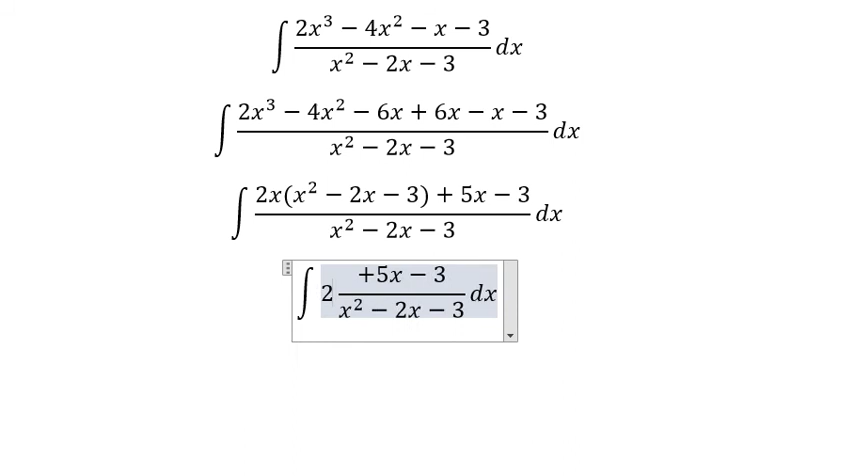 ∫ (2x³ − 4x² − x − 3)/(x² − 2x − 3) dx
∫ (2x³ − 4x² − 6x + 6x − x − 3)/(x² − 2x − 3) dx
∫ (2x(x² − 2x − 3) + 5x − 3)/(x² − 2x − 3) dx
∫ 2 (+5x − 3)/(x² − 2x − 3) dx